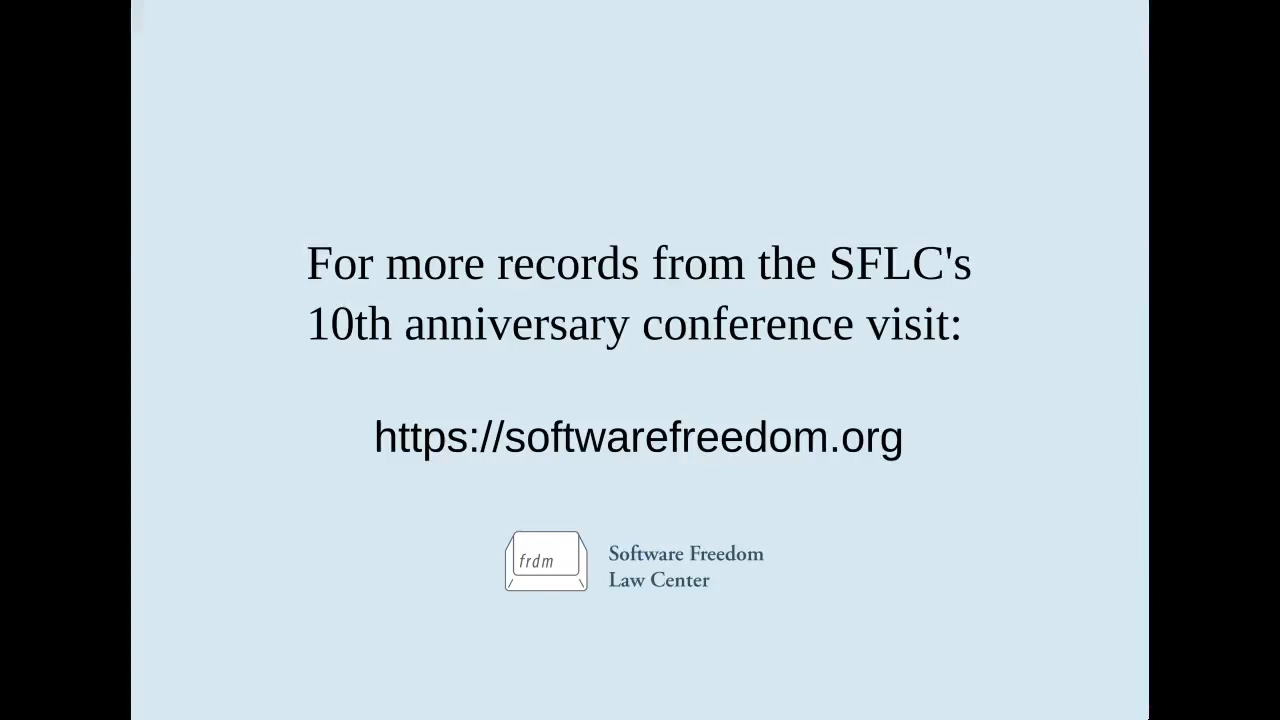 For more records from the SFLC's
10th anniversary conference visit:
https://softwarefreedom.org
frdm
Software Freedom
Law Center